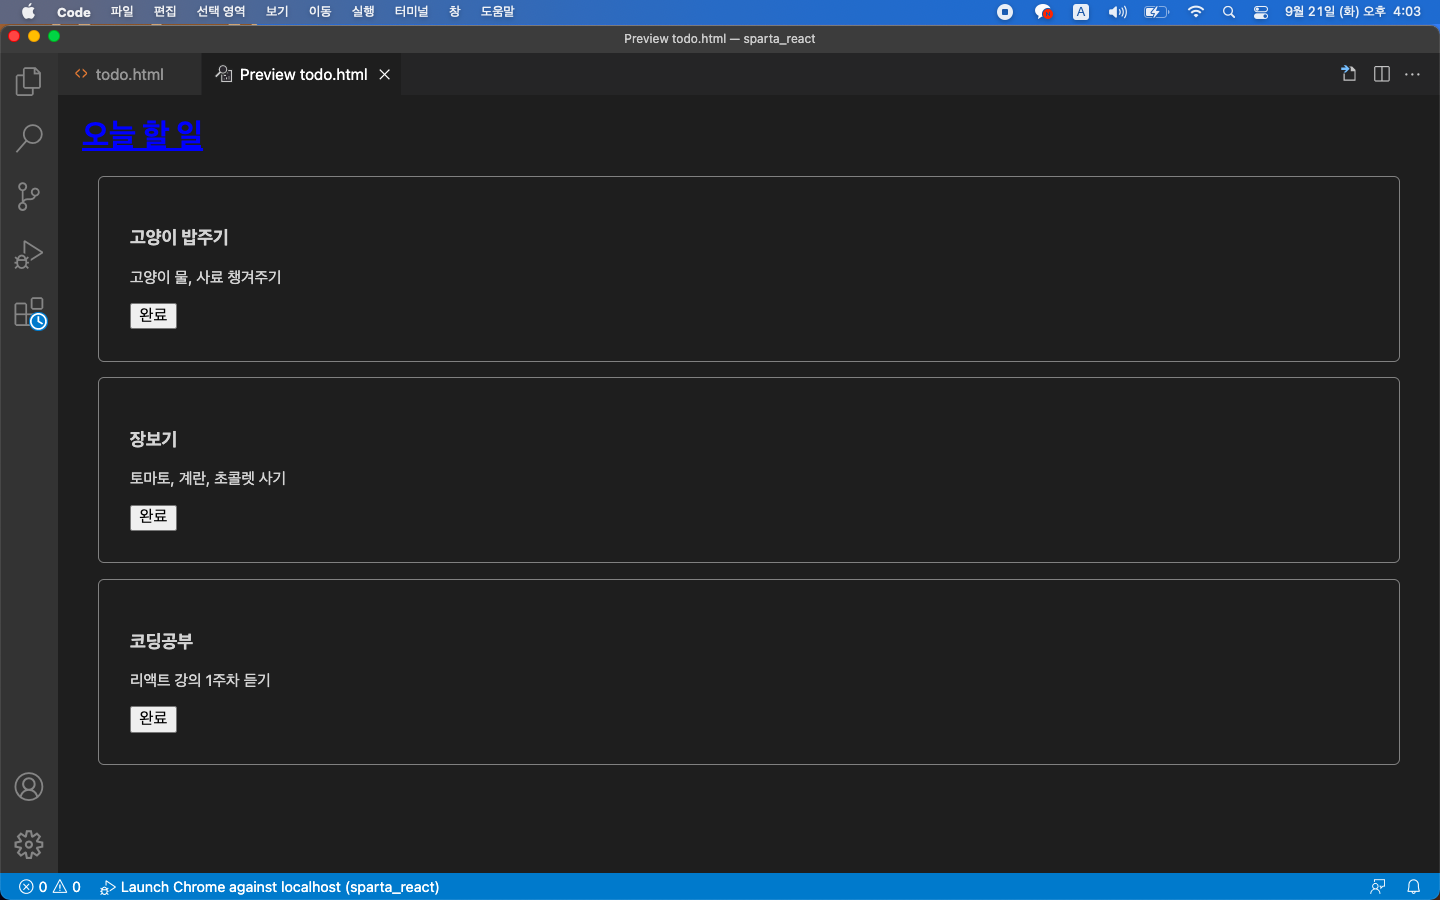 Code 파일 편집 선택 영역 보기 이동 실행 터미널 창 도움말 A 9월 21일 (화) 오후 4:03
Preview todo.html — sparta_react
todo.html Preview todo.html
오늘 할 일
고양이 밥주기
고양이 물, 사료 챙겨주기
완료
장보기
토마토, 계란, 초콜렛 사기
완료
코딩공부
리액트 강의 1주차 듣기
완료
0 0 Launch Chrome against localhost (sparta_react)